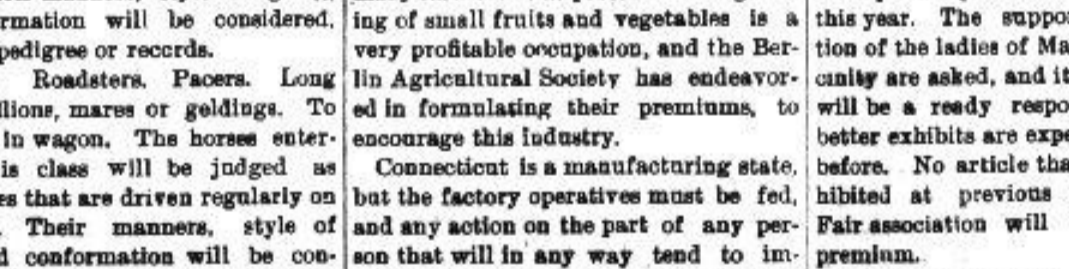 rmation will be considered,
pedigree or records.
Roadsters, Pacers. Long
llions, mares or geldings. To
in wagon. The horses enter-
is class will be judged as
es that are driven regularly on
. Their manners, style of
d conformation will be con-
ing of small fruits and vegetables is a
very profitable occupation, and the Ber-
lin Agricultural Society has endeavor-
ed in formulating their premiums, to
encourage this industry.
Connecticut is a manufacturing state,
but the factory operatives must be fed,
and any action on the part of any per-
son that will in any way tend to im-
this year. The suppo
tion of the ladies of Ma
cinity are asked, and it
will be a ready respo
better exhibits are expe
before. No article tha
hibited at previous
Fair association will
premium.